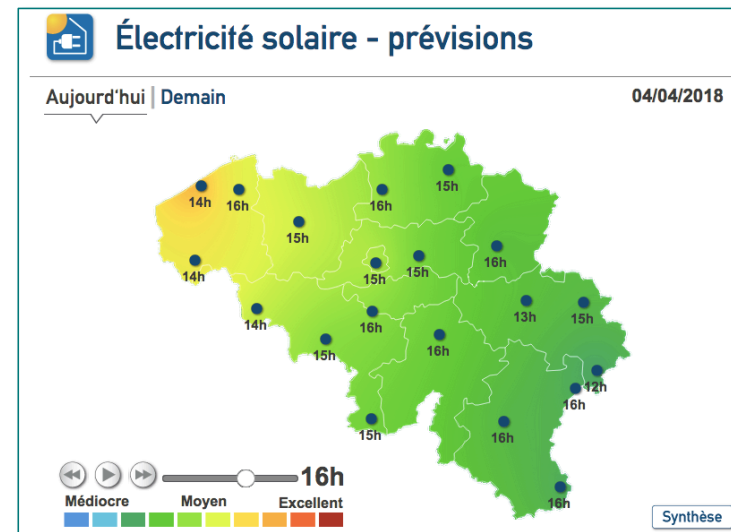 Électricité solaire - prévisions
Aujourd'hui | Demain
04/04/2018
15h
14h
16h
16h
15h
16h
14h
15h
15h
13h
15h
14h
16h
15h
16h
12h
16h
15h
16h
16h
16h
Médiocre
Moyen
Excellent
Synthèse